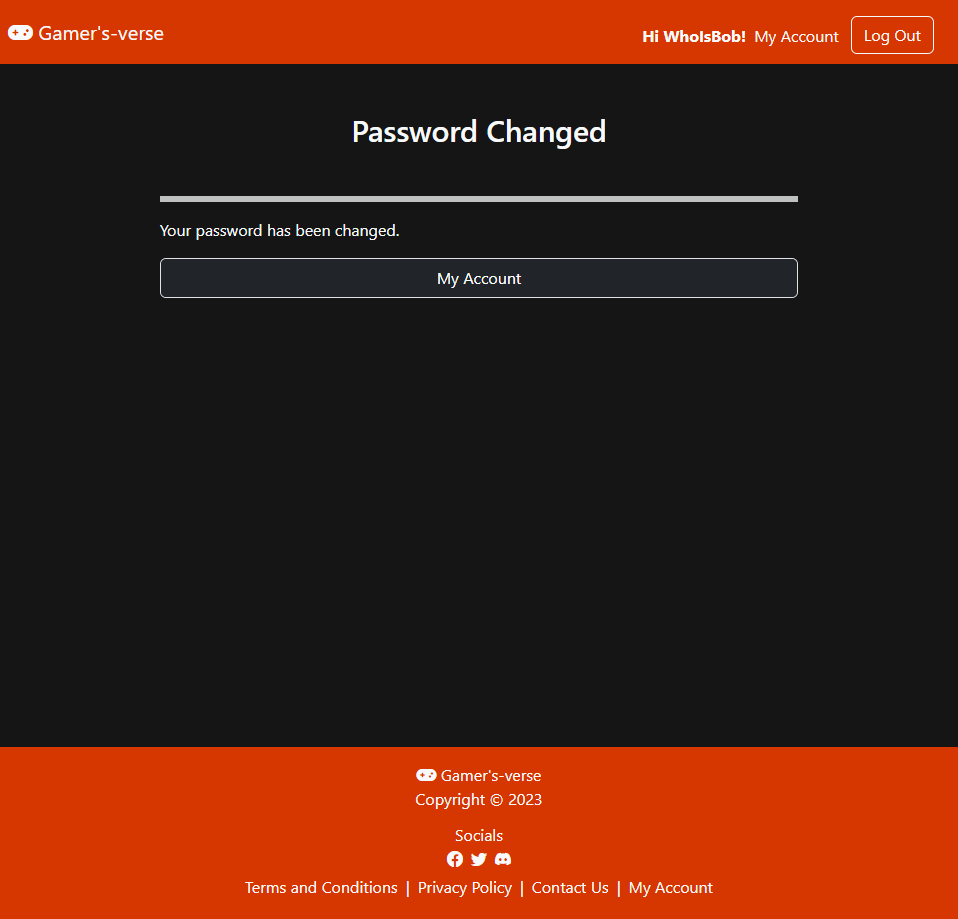 Gamer's-verse
Hi WhoIsBob! My Account Log Out
Password Changed
Your password has been changed.
My Account
Gamer's-verse
Copyright © 2023
Socials
Terms and Conditions | Privacy Policy | Contact Us | My Account